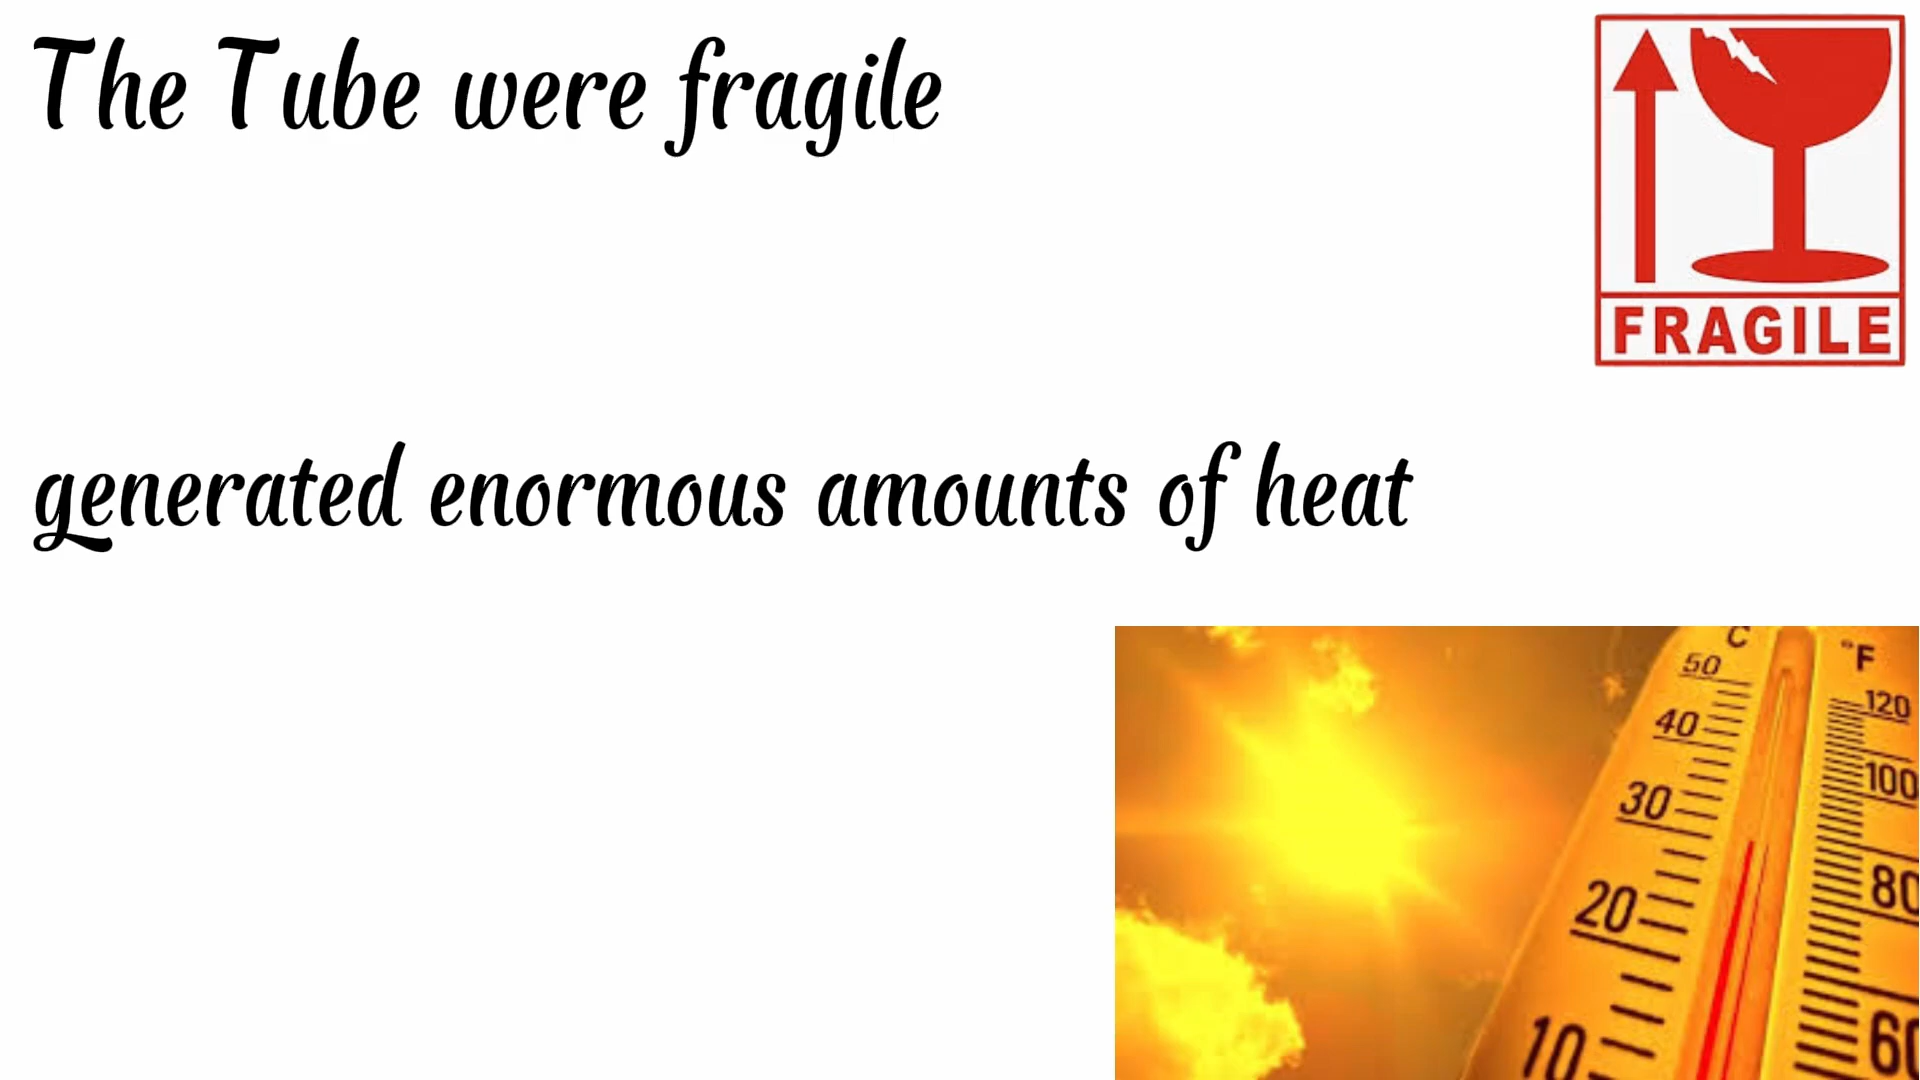 The Tube were fragile
FRAGILE
generated enormous amounts of heat
C
°F
50
120
40
100
30
80
20
60
10